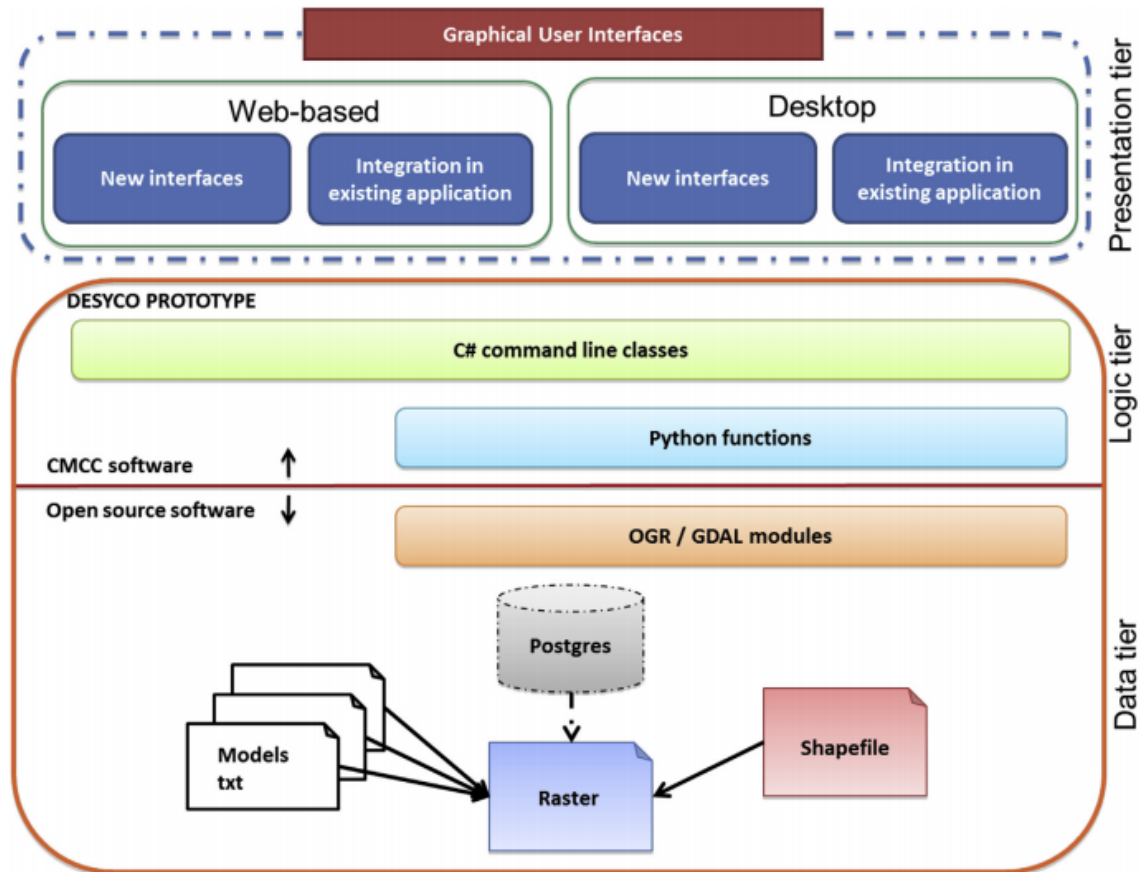 Graphical User Interfaces
Presentation tier
Web-based
New interfaces
Integration in
existing application
Desktop
New interfaces
Integration in
existing application
DESYCO PROTOTYPE
Logic tier
C# command line classes
Python functions
CMCC software
Open source software
OGR / GDAL modules
Data tier
Postgres
Models
txt
Raster
Shapefile